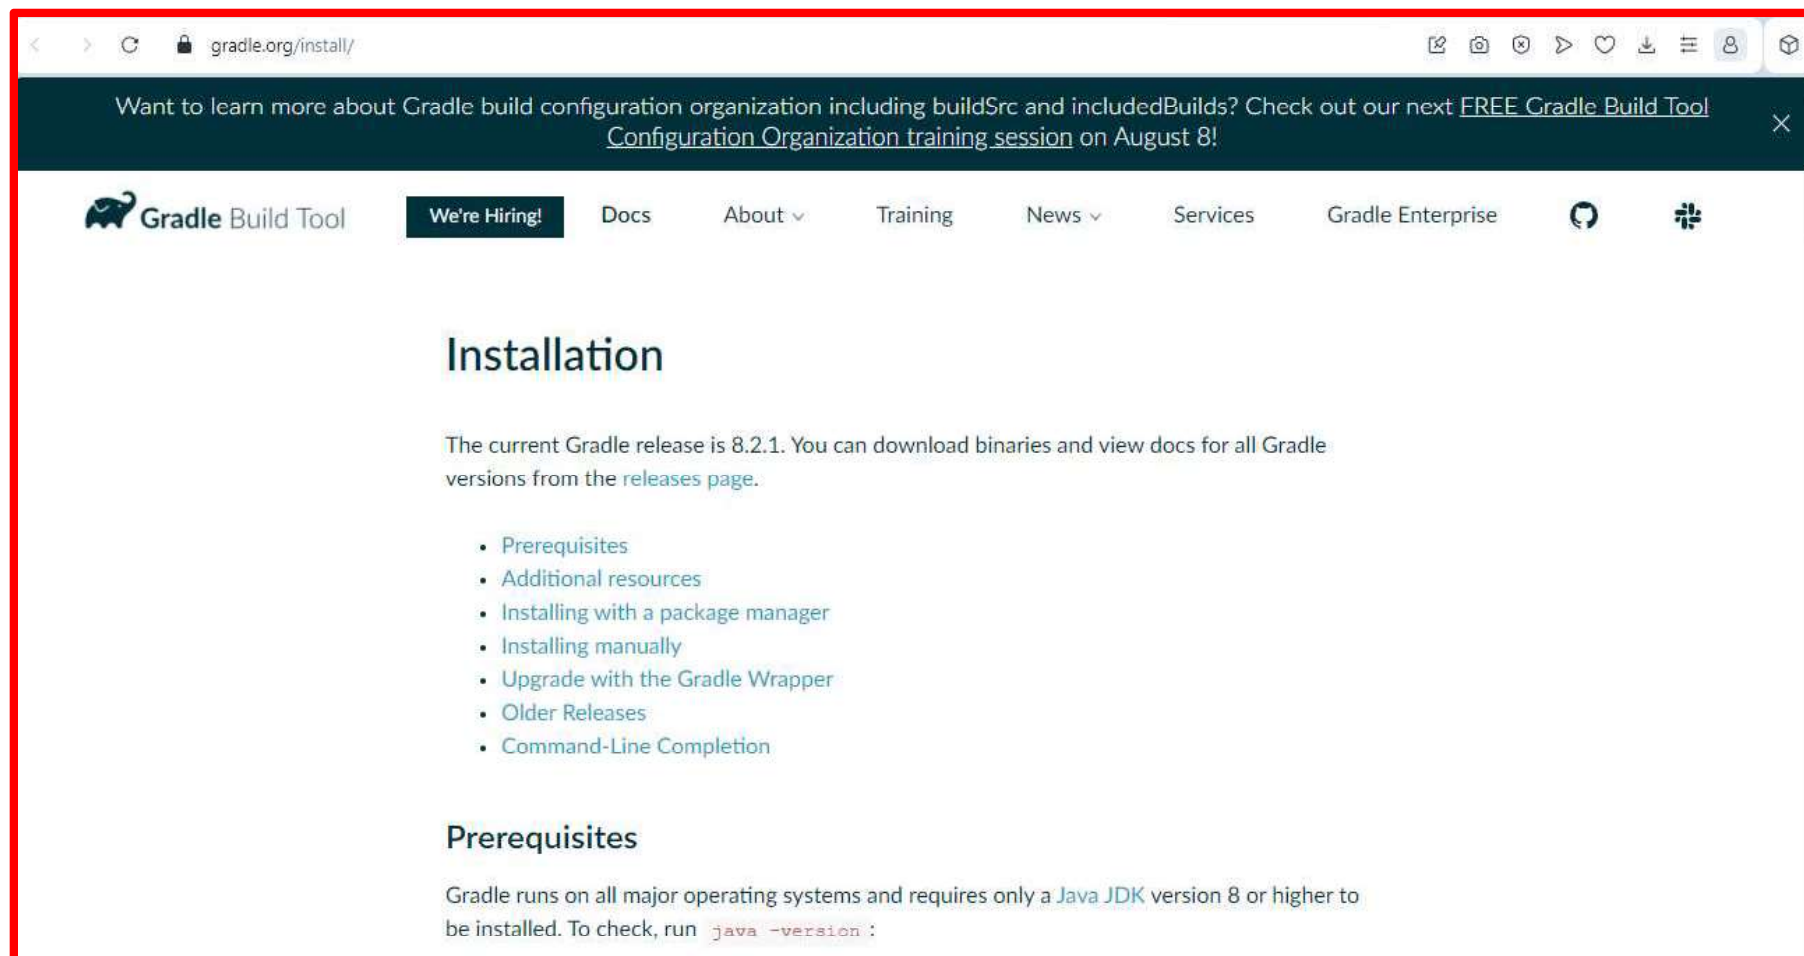 gradle.org/install/
Want to learn more about Gradle build configuration organization including buildSrc and includedBuilds? Check out our next FREE Gradle Build Tool
Configuration Organization training session on August 8!
Gradle Build Tool
We're Hiring!
Docs
About
Training
News
Services
Gradle Enterprise
Installation
The current Gradle release is 8.2.1. You can download binaries and view docs for all Gradle
versions from the releases page.
• Prerequisites
• Additional resources
• Installing with a package manager
• Installing manually
• Upgrade with the Gradle Wrapper
• Older Releases
• Command-Line Completion
Prerequisites
Gradle runs on all major operating systems and requires only a Java JDK version 8 or higher to
be installed. To check, run java -version :